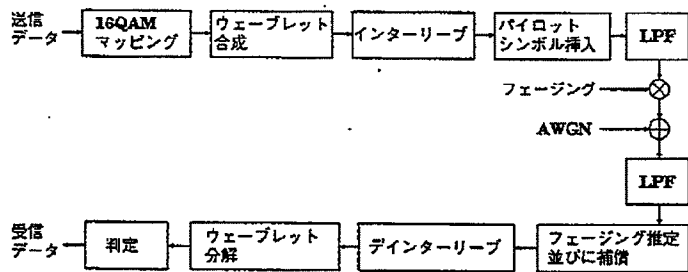 送信
データ
16QAM
マッピング
ウェーブレット
合成
インターリーブ
パイロット
シンボル挿入
LPF
フェージング
AWGN
LPF
受信
データ
判定
ウェーブレット
分解
デインターリーブ
フェージング推定
並びに補償